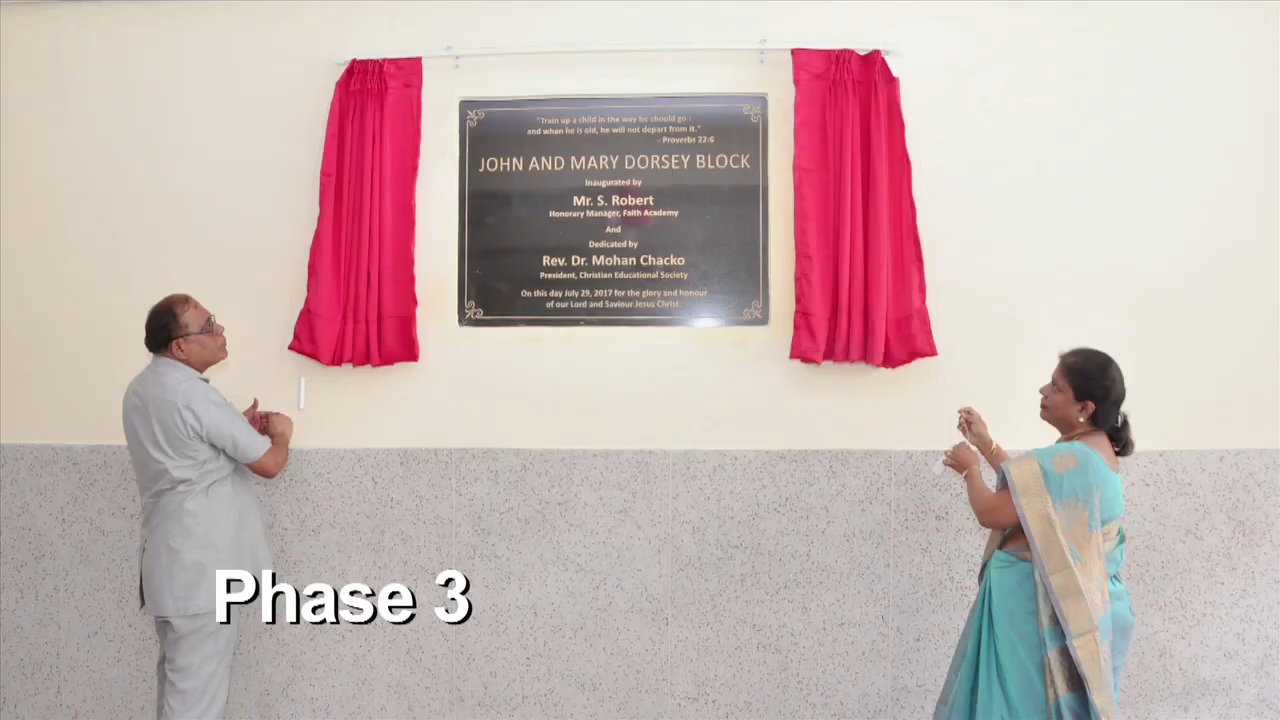 "Train up a child in the way he should go :
and when he is old, he will not depart from it."
- Proverbs 22:6
JOHN AND MARY DORSEY BLOCK
Inaugurated by
Mr. S. Robert
Honorary Manager, Faith Academy
And
Dedicated by
Rev. Dr. Mohan Chacko
President, Christian Educational Society
On this day July 29, 2017 for the glory and honour
of our Lord and Saviour Jesus Christ.
Phase 3